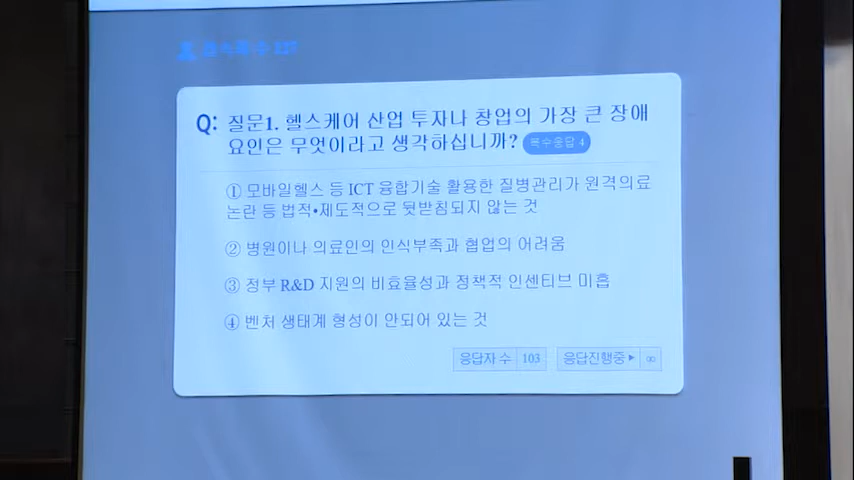 Q: 질문1. 헬스케어 산업 투자나 창업의 가장 큰 장애
요인은 무엇이라고 생각하십니까? 복수응답 4
① 모바일헬스 등 ICT 융합기술 활용한 질병관리가 원격의료
논란 등 법적•제도적으로 뒷받침되지 않는 것
② 병원이나 의료인의 인식부족과 협업의 어려움
③ 정부 R&D 지원의 비효율성과 정책적 인센티브 미흡
④ 벤처 생태계 형성이 안되어 있는 것
응답자 수 103 응답진행중 ▶ ∞